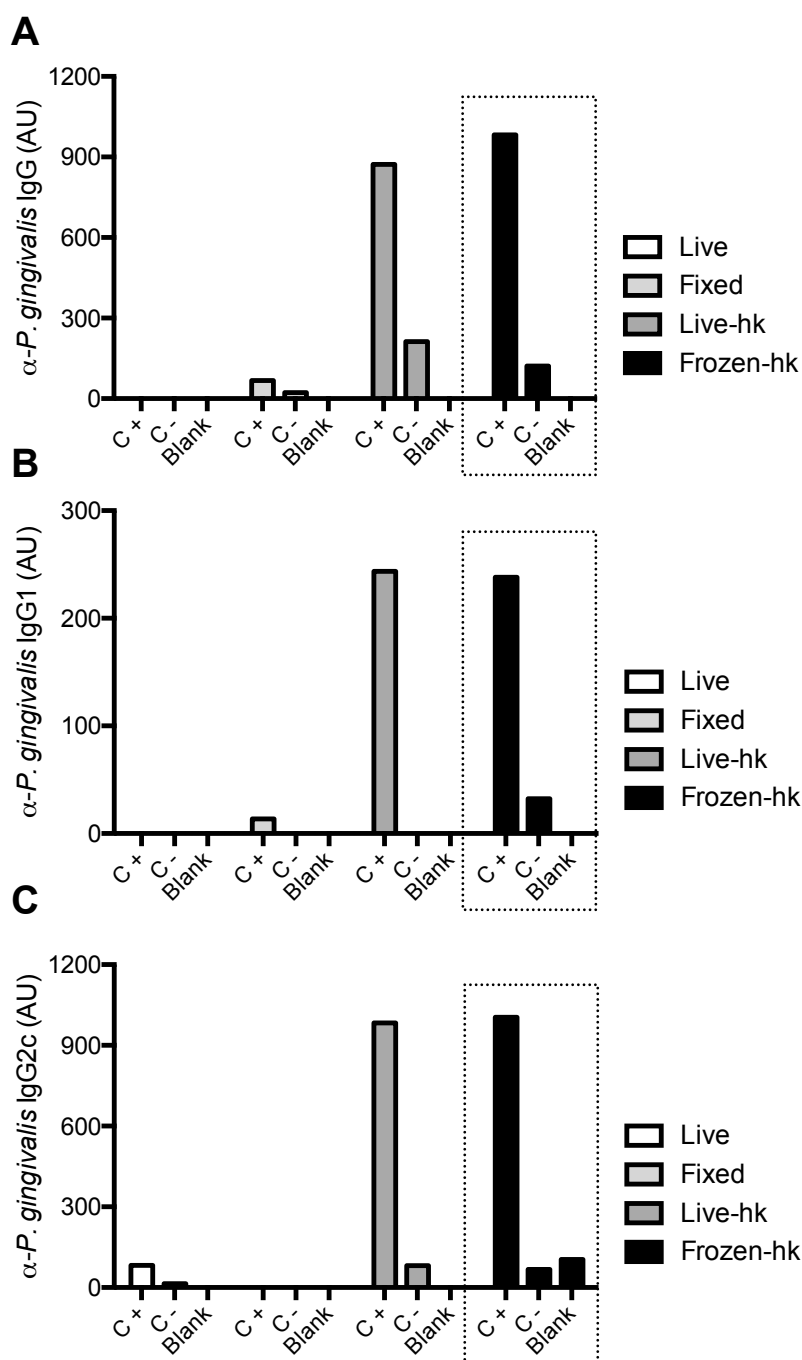 A
α-P. gingivalis IgG (AU)
1200
900
600
300
0
C + C - Blank C + C - Blank C + C - Blank C + C - Blank
Live
Fixed
Live-hk
Frozen-hk
B
α-P. gingivalis IgG1 (AU)
300
200
100
0
C + C - Blank C + C - Blank C + C - Blank C + C - Blank
Live
Fixed
Live-hk
Frozen-hk
C
α-P. gingivalis IgG2c (AU)
1200
900
600
300
0
C + C - Blank C + C - Blank C + C - Blank C + C - Blank
Live
Fixed
Live-hk
Frozen-hk